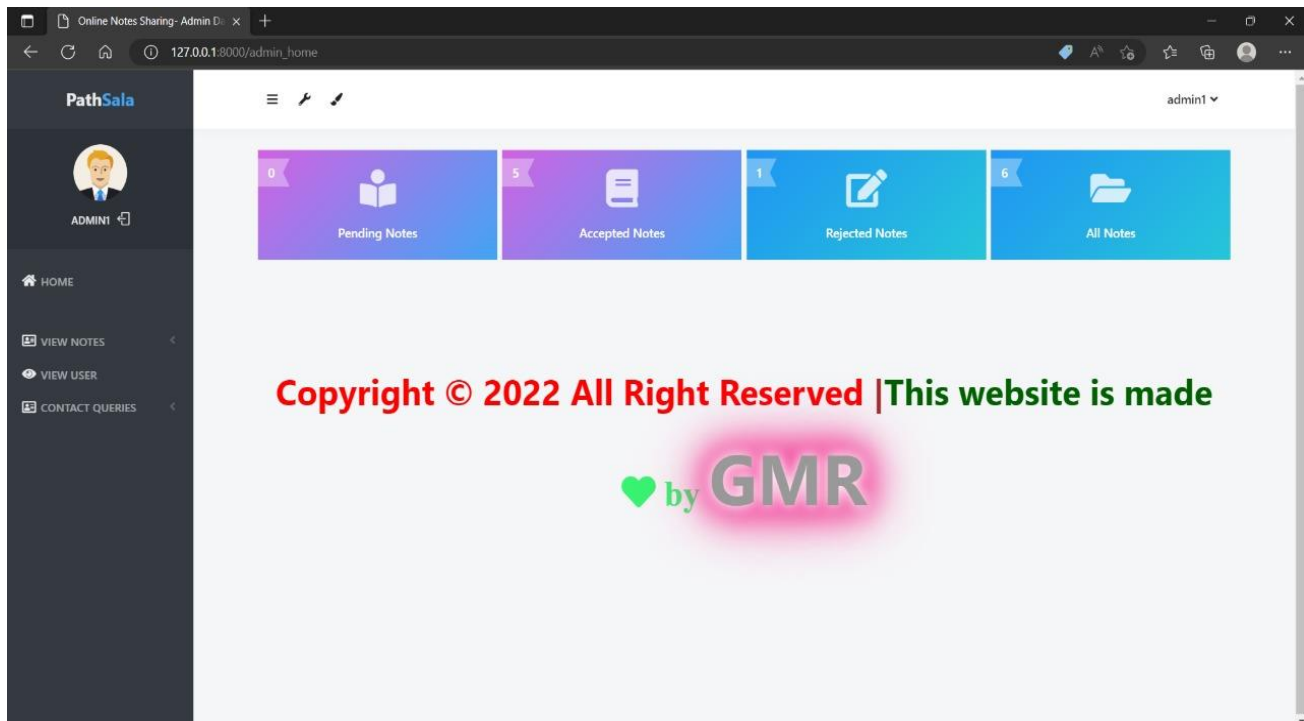 Online Notes Sharing- Admin Da
127.0.0.1:8000/admin_home
PathSala
admin1
ADMIN1
0
Pending Notes
5
Accepted Notes
1
Rejected Notes
6
All Notes
HOME
VIEW NOTES
VIEW USER
CONTACT QUERIES
Copyright © 2022 All Right Reserved |This website is made
by GMR